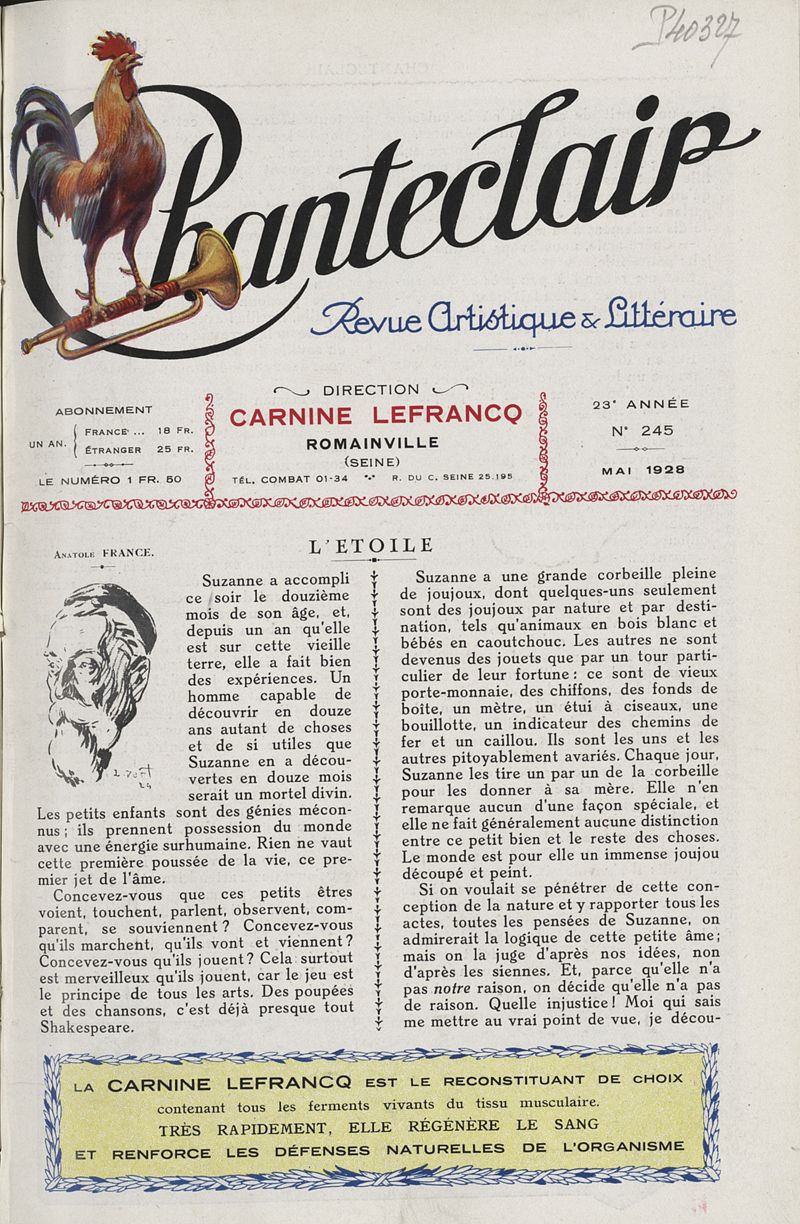 P40327
Chanteclair
Revue Artistique & Littéraire
ABONNEMENT
UN AN.
FRANCE ... 18 FR.
ÉTRANGER 25 FR.
LE NUMÉRO 1 FR. 50
DIRECTION
CARNINE LEFRANCQ
ROMAINVILLE
(SEINE)
TÉL. COMBAT 01-34 R. DU C. SEINE 25.195
23e ANNÉE
N° 245
MAI 1928
L'ETOILE
ANATOLE FRANCE.
Suzanne a accompli
ce soir le douzième
mois de son âge, et,
depuis un an qu'elle
est sur cette vieille
terre, elle a fait bien
des expériences. Un
homme capable de
découvrir en douze
ans autant de choses
et de si utiles que
Suzanne en a décou-
vertes en douze mois
serait un mortel divin.
Les petits enfants sont des génies mécon-
nus ; ils prennent possession du monde
avec une énergie surhumaine. Rien ne vaut
cette première poussée de la vie, ce pre-
mier jet de l'âme.
Concevez-vous que ces petits êtres
voient, touchent, parlent, observent, com-
parent, se souviennent ? Concevez-vous
qu'ils marchent, qu'ils vont et viennent ?
Concevez-vous qu'ils jouent ? Cela surtout
est merveilleux qu'ils jouent, car le jeu est
le principe de tous les arts. Des poupées
et des chansons, c'est déjà presque tout
Shakespeare.
Suzanne a une grande corbeille pleine
de joujoux, dont quelques-uns seulement
sont des joujoux par nature et par desti-
nation, tels qu'animaux en bois blanc et
bébés en caoutchouc. Les autres ne sont
devenus des jouets que par un tour parti-
culier de leur fortune : ce sont de vieux
porte-monnaie, des chiffons, des fonds de
boîte, un mètre, un étui à ciseaux, une
bouillotte, un indicateur des chemins de
fer et un caillou. Ils sont les uns et les
autres pitoyablement avariés. Chaque jour,
Suzanne les tire un par un de la corbeille
pour les donner à sa mère. Elle n'en
remarque aucun d'une façon spéciale, et
elle ne fait généralement aucune distinction
entre ce petit bien et le reste des choses.
Le monde est pour elle un immense joujou
découpé et peint.
Si on voulait se pénétrer de cette con-
ception de la nature et y rapporter tous les
actes, toutes les pensées de Suzanne, on
admirerait la logique de cette petite âme ;
mais on la juge d'après nos idées, non
d'après les siennes. Et, parce qu'elle n'a
pas notre raison, on décide qu'elle n'a pas
de raison. Quelle injustice ! Moi qui sais
me mettre au vrai point de vue, je décou-
LA CARNINE LEFRANCQ EST LE RECONSTITUANT DE CHOIX
contenant tous les ferments vivants du tissu musculaire.
TRÈS RAPIDEMENT, ELLE RÉGÉNÈRE LE SANG
ET RENFORCE LES DÉFENSES NATURELLES DE L'ORGANISME